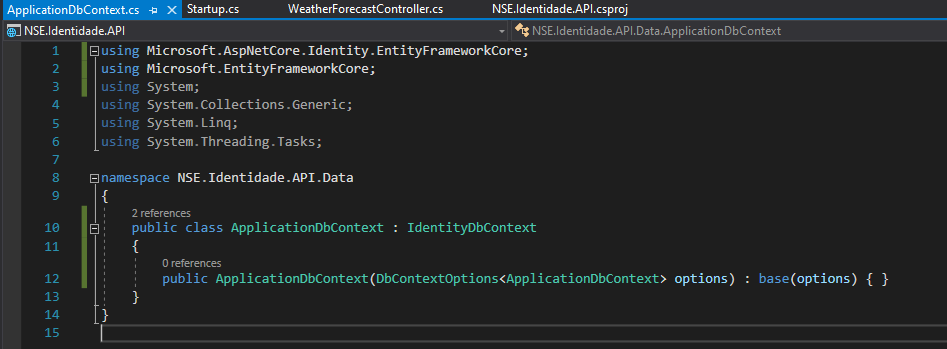 ApplicationDbContext.cs Startup.cs WeatherForecastController.cs NSE.Identidade.API.csproj
NSE.Identidade.API NSE.Identidade.API.Data.ApplicationDbContext
1 using Microsoft.AspNetCore.Identity.EntityFrameworkCore;
2 using Microsoft.EntityFrameworkCore;
3 using System;
4 using System.Collections.Generic;
5 using System.Linq;
6 using System.Threading.Tasks;
7
8 namespace NSE.Identidade.API.Data
9 {
2 references
10 public class ApplicationDbContext : IdentityDbContext
11 {
0 references
12 public ApplicationDbContext(DbContextOptions<ApplicationDbContext> options) : base(options) { }
13 }
14 }
15